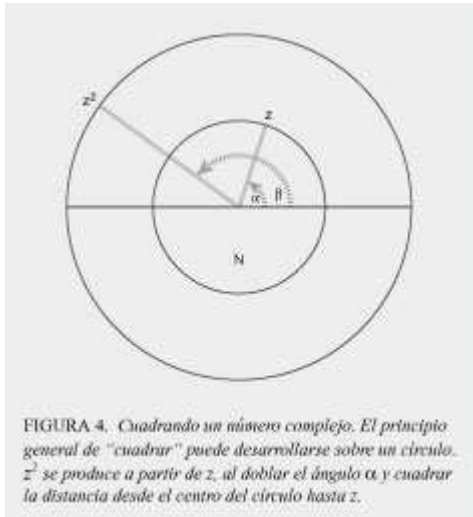 z²
z
α
β
N
FIGURA 4. Cuadrando un número complejo. El principio
general de "cuadrar" puede desarrollarse sobre un círculo.
z² se produce a partir de z, al doblar el ángulo α y cuadrar
la distancia desde el centro del círculo hasta z.